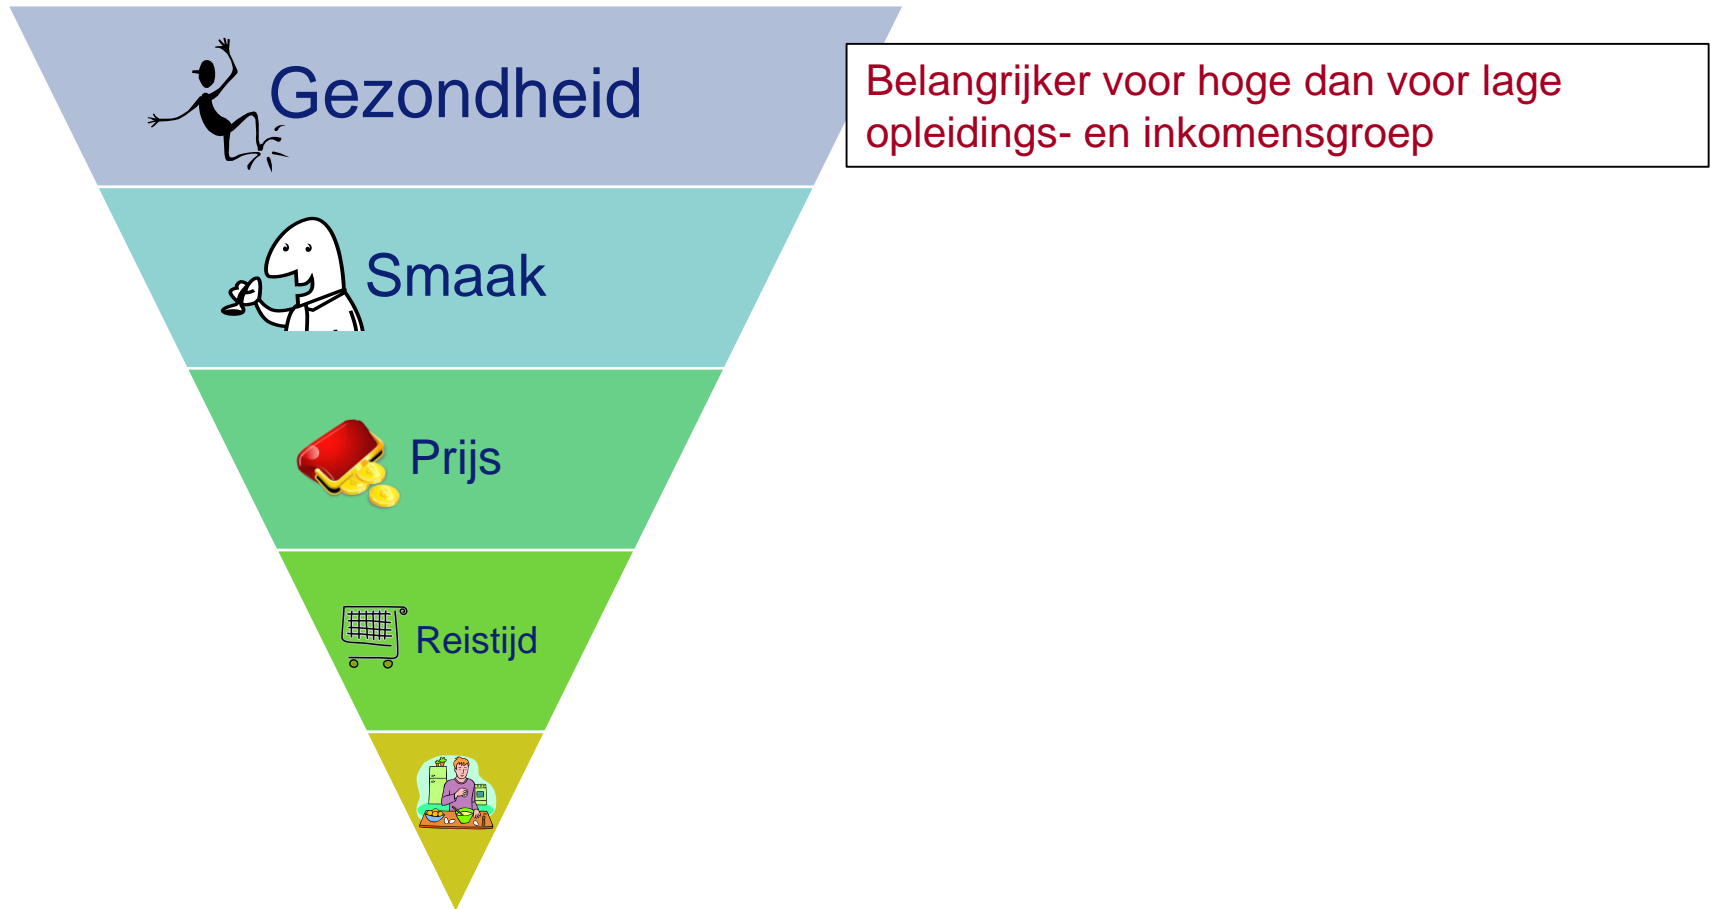 Gezondheid
Belangrijker voor hoge dan voor lage
opleidings- en inkomensgroep
Smaak
Prijs
Reistijd